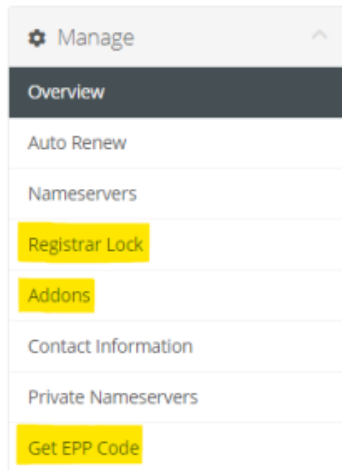 Manage
Overview
Auto Renew
Nameservers
Registrar Lock
Addons
Contact Information
Private Nameservers
Get EPP Code